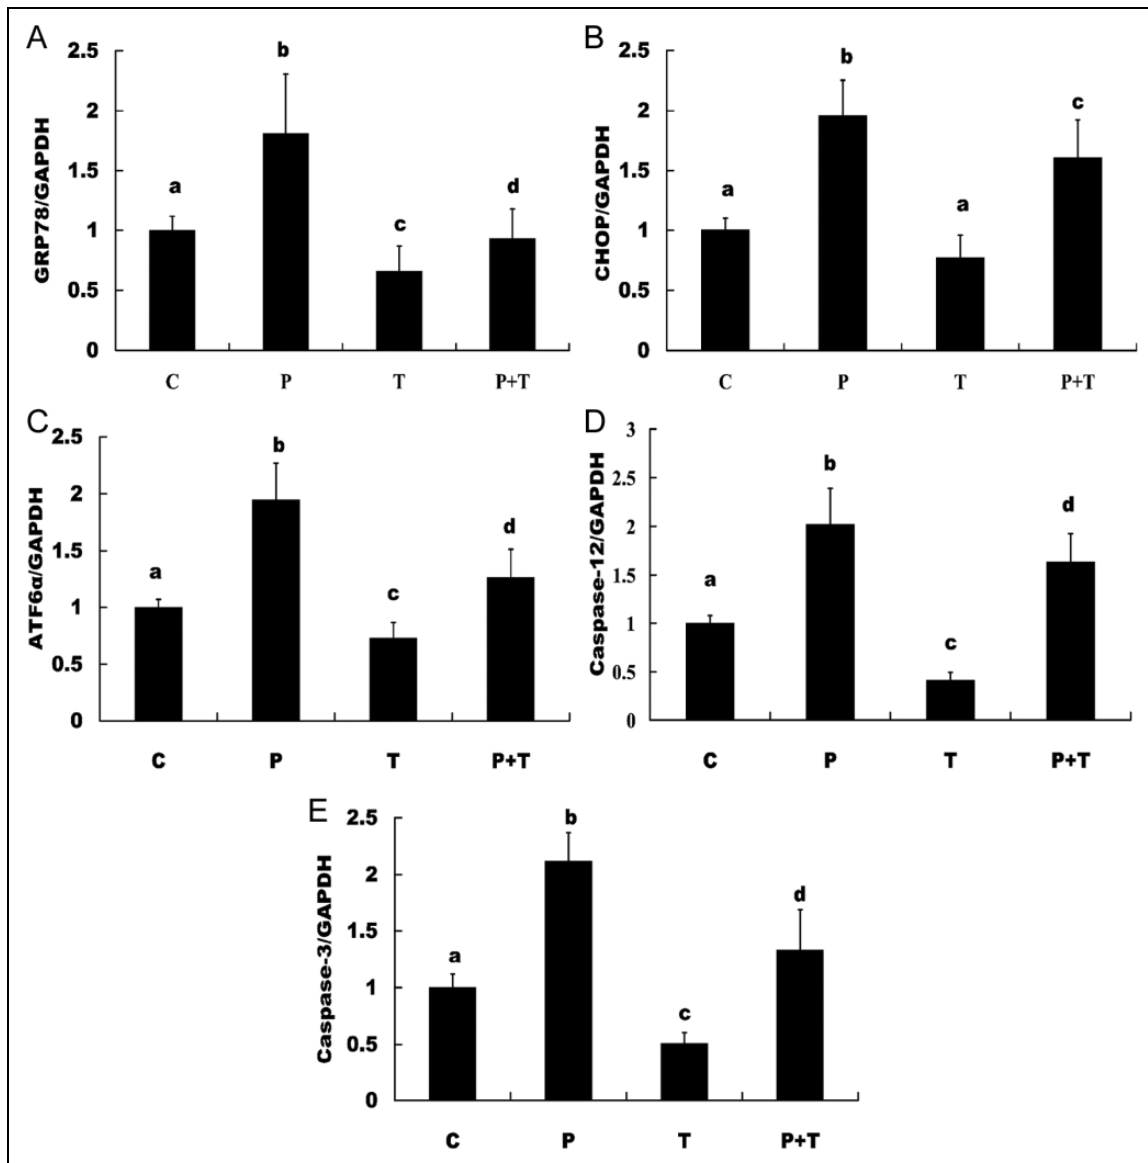 A
GRP78/GAPDH
2.5
2
1.5
1
0.5
0
a
b
c
d
C P T P+T
B
CHOP/GAPDH
2.5
2
1.5
1
0.5
0
a
b
a
c
C P T P+T
C
ATF6α/GAPDH
2.5
2
1.5
1
0.5
0
a
b
c
d
C P T P+T
D
Caspase-12/GAPDH
3
2.5
2
1.5
1
0.5
0
a
b
c
d
C P T P+T
E
Caspase-3/GAPDH
2.5
2
1.5
1
0.5
0
a
b
c
d
C P T P+T